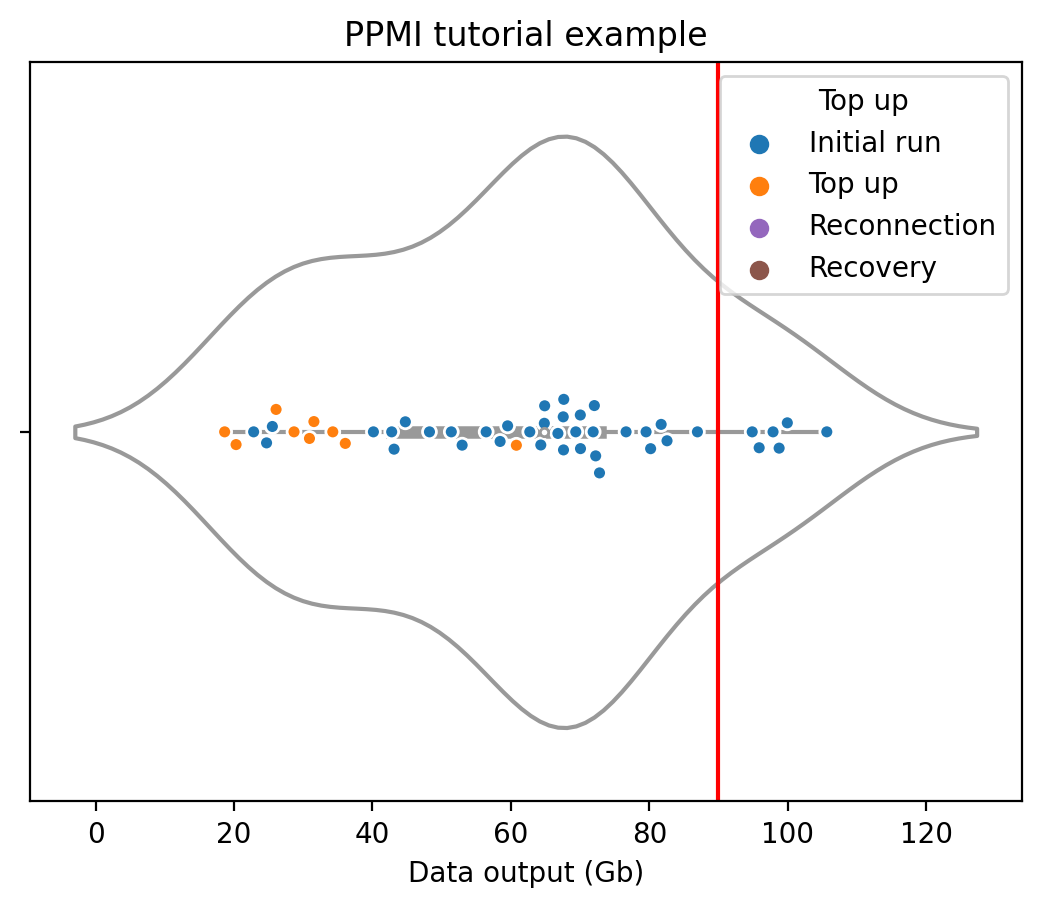 PPMI tutorial example
Top up
Initial run
Top up
Reconnection
Recovery
0 20 40 60 80 100 120
Data output (Gb)